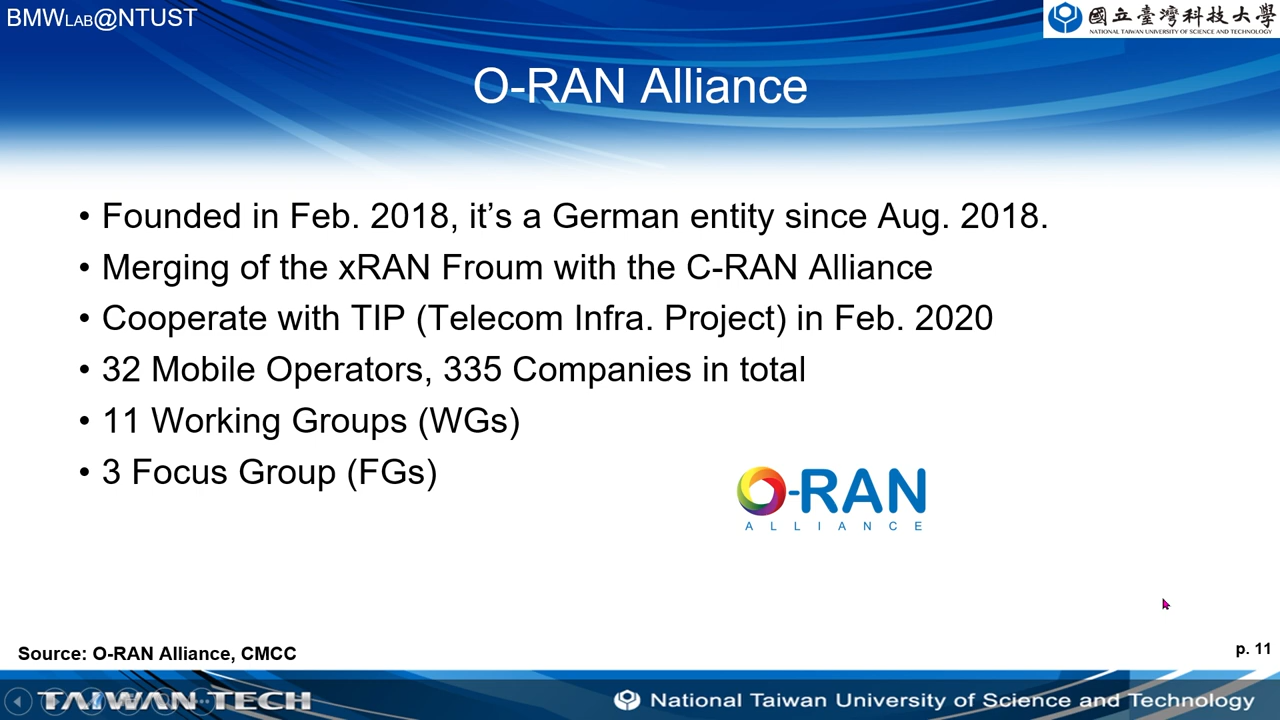 BMWLAB@NTUST
國立臺灣科技大學
NATIONAL TAIWAN UNIVERSITY OF SCIENCE AND TECHNOLOGY
O-RAN Alliance
• Founded in Feb. 2018, it’s a German entity since Aug. 2018.
• Merging of the xRAN Froum with the C-RAN Alliance
• Cooperate with TIP (Telecom Infra. Project) in Feb. 2020
• 32 Mobile Operators, 335 Companies in total
• 11 Working Groups (WGs)
• 3 Focus Group (FGs)
O-RAN
ALLIANCE
Source: O-RAN Alliance, CMCC
p. 11
TAIWAN TECH
National Taiwan University of Science and Technology